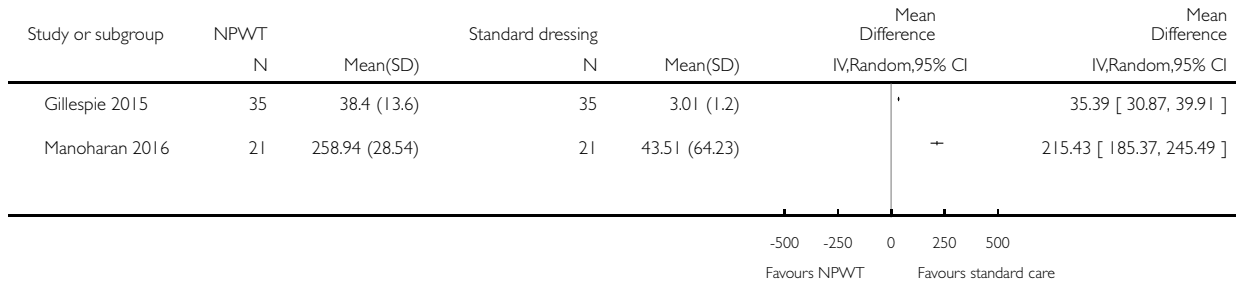 Mean Mean
Study or subgroup NPWT Standard dressing Difference Difference
N Mean(SD) N Mean(SD) IV,Random,95% CI IV,Random,95% CI
Gillespie 2015 35 38.4 (13.6) 35 3.01 (1.2) 35.39 [ 30.87, 39.91 ]
Manoharan 2016 21 258.94 (28.54) 21 43.51 (64.23) 215.43 [ 185.37, 245.49 ]
-500 -250 0 250 500
Favours NPWT Favours standard care